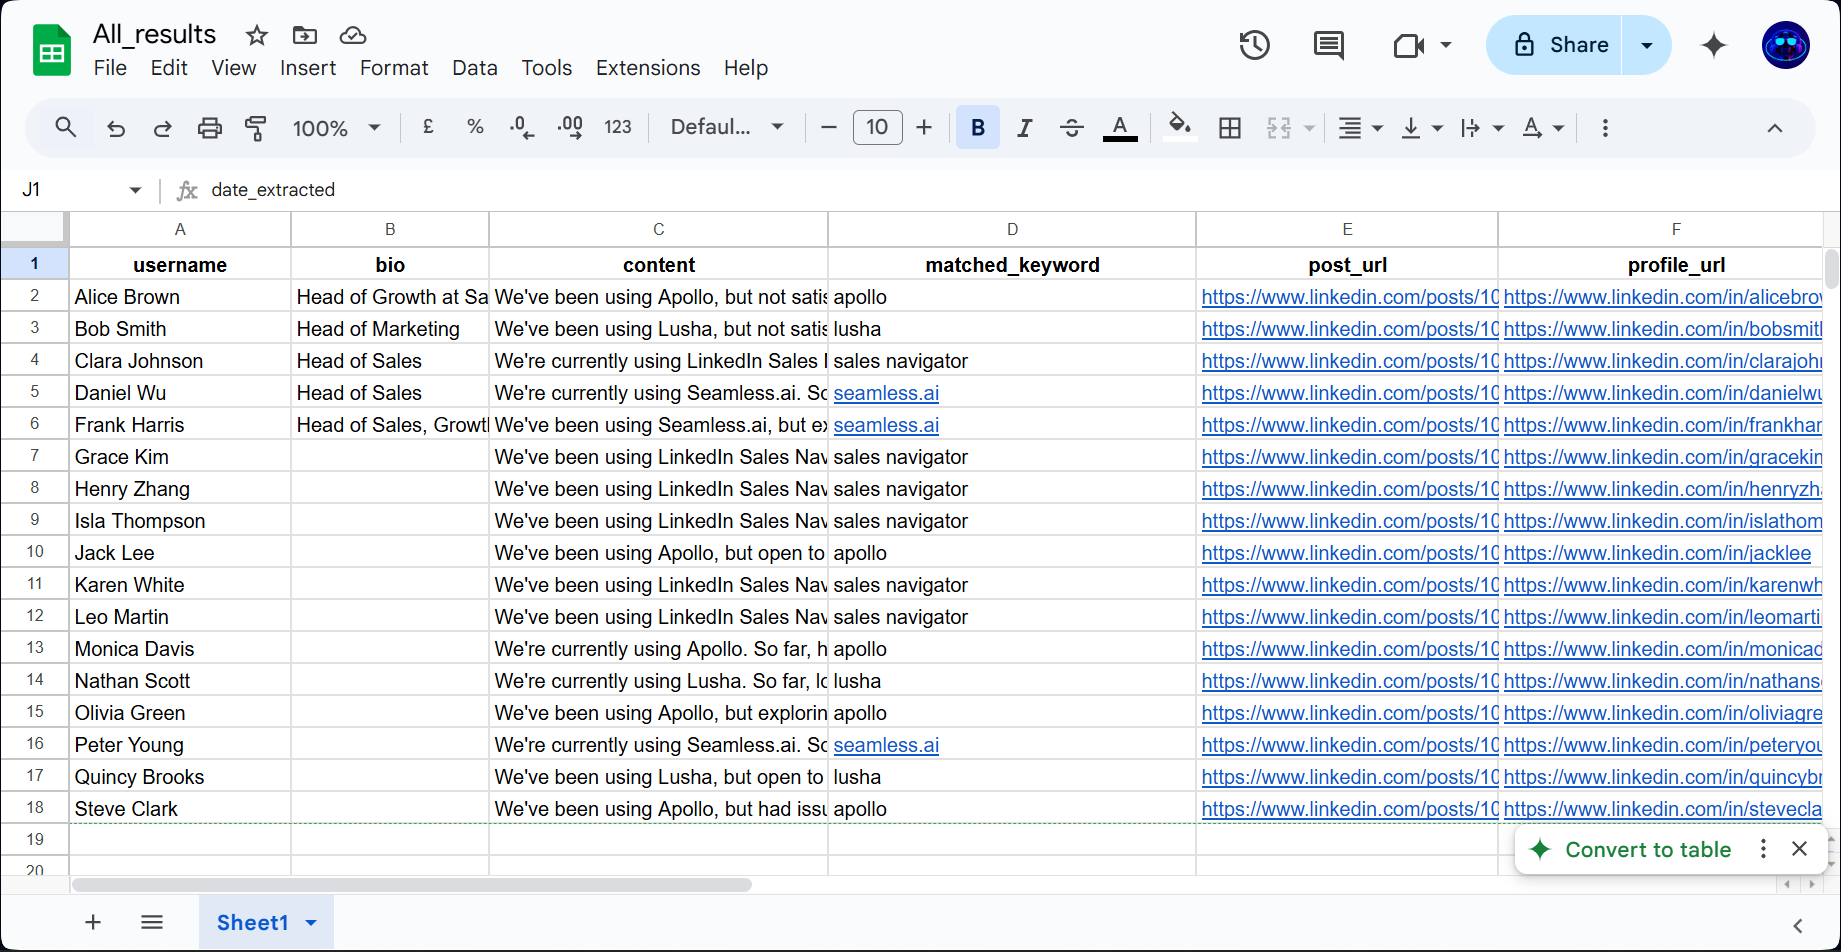 All_results
File Edit View Insert Format Data Tools Extensions Help
Share
100% £ % .0 .00 123 Defaul... 10 B I A A
J1 fx date_extracted
A B C D E F
1 username bio content matched_keyword post_url profile_url
2 Alice Brown Head of Growth at Sa We've been using Apollo, but not satis apollo https://www.linkedin.com/posts/10 https://www.linkedin.com/in/alicebrow
3 Bob Smith Head of Marketing We've been using Lusha, but not satis lusha https://www.linkedin.com/posts/10 https://www.linkedin.com/in/bobsmith
4 Clara Johnson Head of Sales We're currently using LinkedIn Sales N sales navigator https://www.linkedin.com/posts/10 https://www.linkedin.com/in/clarajohn
5 Daniel Wu Head of Sales We're currently using Seamless.ai. So seamless.ai https://www.linkedin.com/posts/10 https://www.linkedin.com/in/danielwu
6 Frank Harris Head of Sales, Growth We've been using Seamless.ai, but ex seamless.ai https://www.linkedin.com/posts/10 https://www.linkedin.com/in/frankhar
7 Grace Kim We've been using LinkedIn Sales Nav sales navigator https://www.linkedin.com/posts/10 https://www.linkedin.com/in/gracekim
8 Henry Zhang We've been using LinkedIn Sales Nav sales navigator https://www.linkedin.com/posts/10 https://www.linkedin.com/in/henryzha
9 Isla Thompson We've been using LinkedIn Sales Nav sales navigator https://www.linkedin.com/posts/10 https://www.linkedin.com/in/islathom
10 Jack Lee We've been using Apollo, but open to apollo https://www.linkedin.com/posts/10 https://www.linkedin.com/in/jacklee
11 Karen White We've been using LinkedIn Sales Nav sales navigator https://www.linkedin.com/posts/10 https://www.linkedin.com/in/karenwh
12 Leo Martin We've been using LinkedIn Sales Nav sales navigator https://www.linkedin.com/posts/10 https://www.linkedin.com/in/leomarti
13 Monica Davis We're currently using Apollo. So far, h apollo https://www.linkedin.com/posts/10 https://www.linkedin.com/in/monicad
14 Nathan Scott We're currently using Lusha. So far, lo lusha https://www.linkedin.com/posts/10 https://www.linkedin.com/in/nathans
15 Olivia Green We've been using Apollo, but explorin apollo https://www.linkedin.com/posts/10 https://www.linkedin.com/in/oliviagre
16 Peter Young We're currently using Seamless.ai. So seamless.ai https://www.linkedin.com/posts/10 https://www.linkedin.com/in/peteryou
17 Quincy Brooks We've been using Lusha, but open to lusha https://www.linkedin.com/posts/10 https://www.linkedin.com/in/quincybr
18 Steve Clark We've been using Apollo, but had issu apollo https://www.linkedin.com/posts/10 https://www.linkedin.com/in/stevecla
19
20
Convert to table
Sheet1